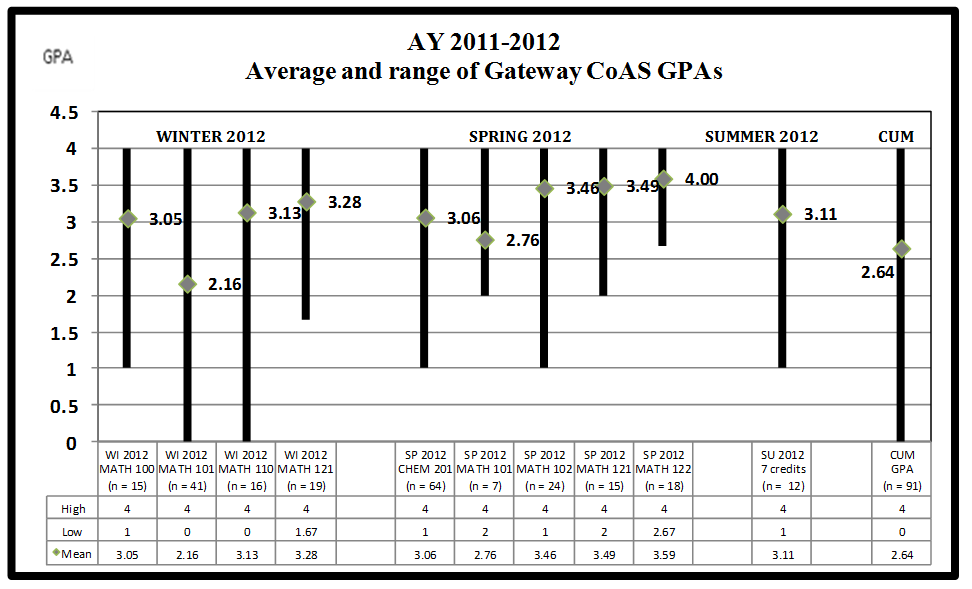 AY 2011-2012
GPA
Average and range of Gateway CoAS GPAs
4.5
WINTER 2012 SPRING 2012 SUMMER 2012 CUM
4
3.5
3
2.5
2
1.5
1
0.5
0
3.05 2.16 3.13 3.28 3.06 2.76 3.46 3.49 4.00 3.11 2.64
WI 2012 WI 2012 WI 2012 WI 2012 SP 2012 SP 2012 SP 2012 SP 2012 SP 2012 SU 2012 CUM
MATH 100 MATH 101 MATH 110 MATH 121 CHEM 201 MATH 101 MATH 102 MATH 121 MATH 122 7 credits GPA
(n = 15) (n = 41) (n = 16) (n = 19) (n = 64) (n = 7) (n = 24) (n = 15) (n = 18) (n = 12) (n = 91)
High 4 4 4 4 4 4 4 4 4 4 4
Low 1 0 0 1.67 1 2 1 2 2.67 1 0
Mean 3.05 2.16 3.13 3.28 3.06 2.76 3.46 3.49 3.59 3.11 2.64